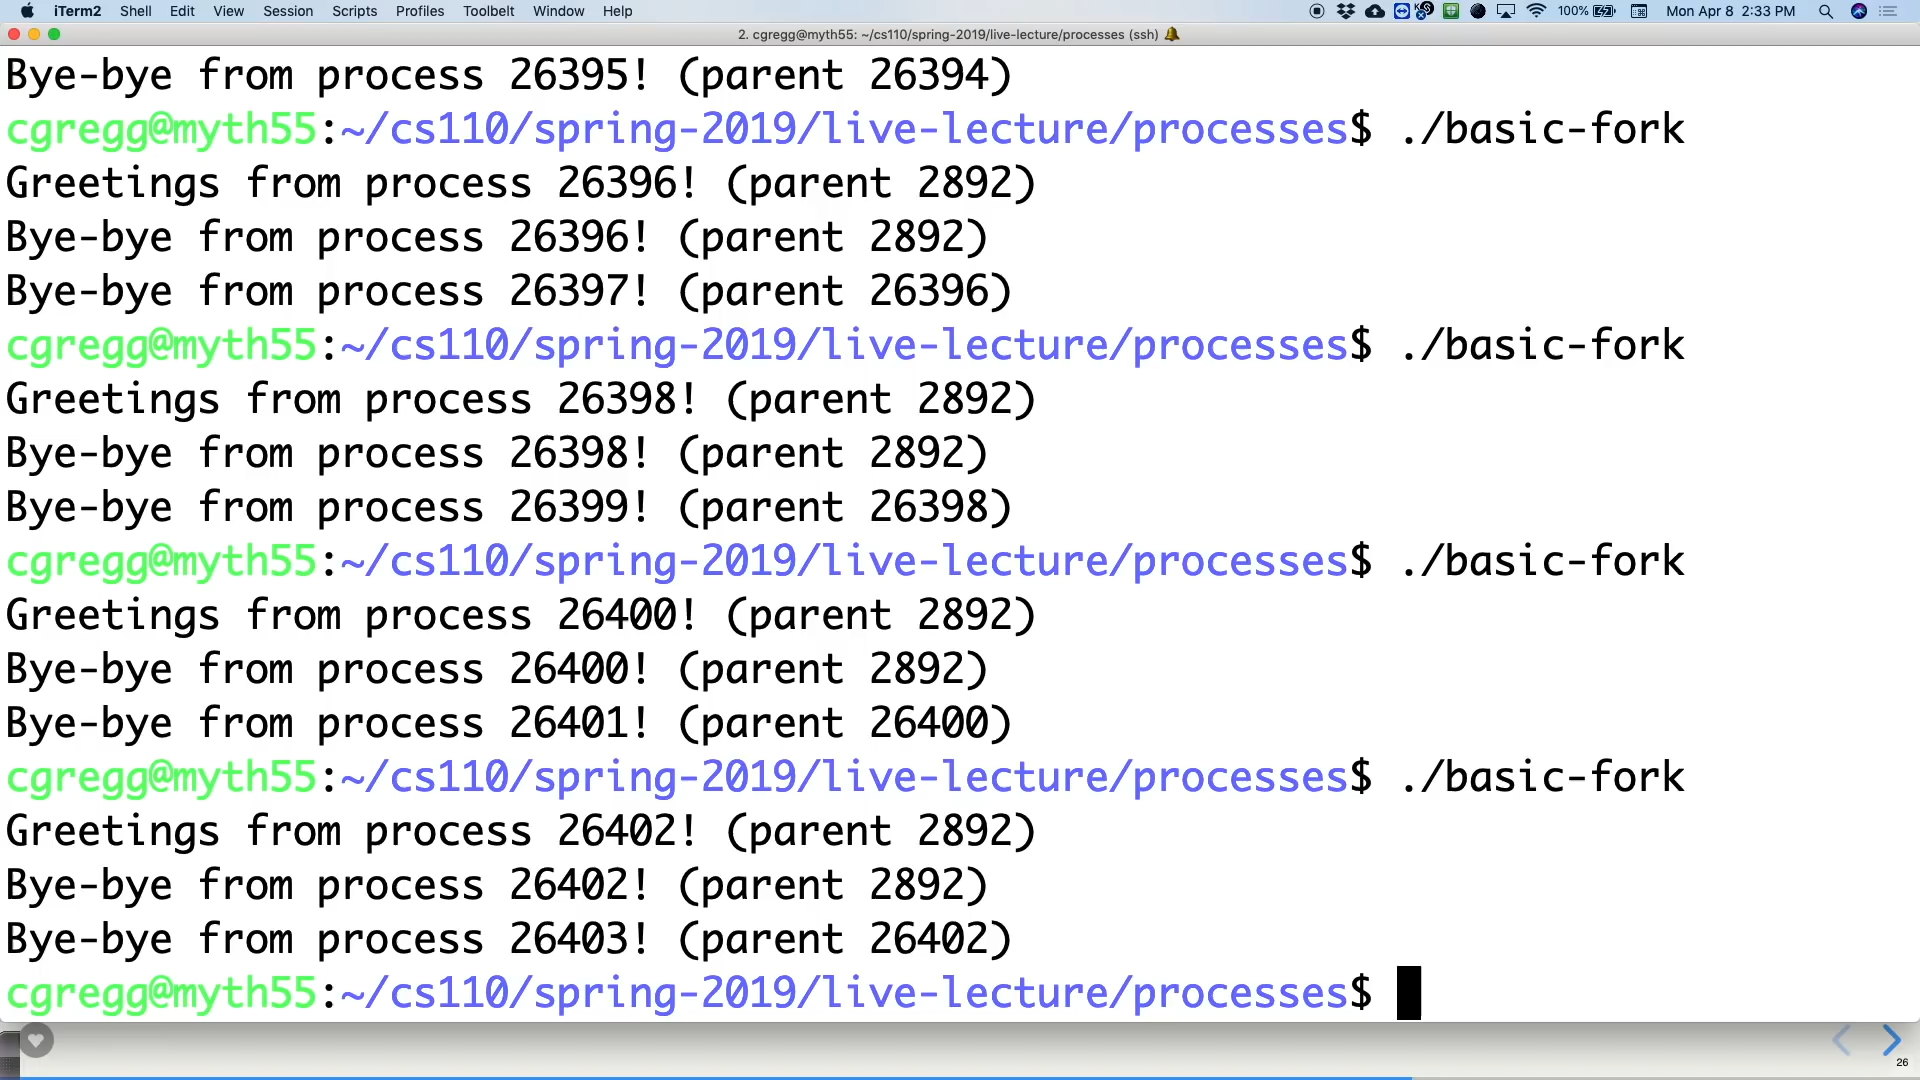 iTerm2 Shell Edit View Session Scripts Profiles Toolbelt Window Help 100% Mon Apr 8 2:33 PM
2. cgregg@myth55: ~/cs110/spring-2019/live-lecture/processes (ssh)
Bye-bye from process 26395! (parent 26394)
cgregg@myth55:~/cs110/spring-2019/live-lecture/processes$ ./basic-fork
Greetings from process 26396! (parent 2892)
Bye-bye from process 26396! (parent 2892)
Bye-bye from process 26397! (parent 26396)
cgregg@myth55:~/cs110/spring-2019/live-lecture/processes$ ./basic-fork
Greetings from process 26398! (parent 2892)
Bye-bye from process 26398! (parent 2892)
Bye-bye from process 26399! (parent 26398)
cgregg@myth55:~/cs110/spring-2019/live-lecture/processes$ ./basic-fork
Greetings from process 26400! (parent 2892)
Bye-bye from process 26400! (parent 2892)
Bye-bye from process 26401! (parent 26400)
cgregg@myth55:~/cs110/spring-2019/live-lecture/processes$ ./basic-fork
Greetings from process 26402! (parent 2892)
Bye-bye from process 26402! (parent 2892)
Bye-bye from process 26403! (parent 26402)
cgregg@myth55:~/cs110/spring-2019/live-lecture/processes$
26